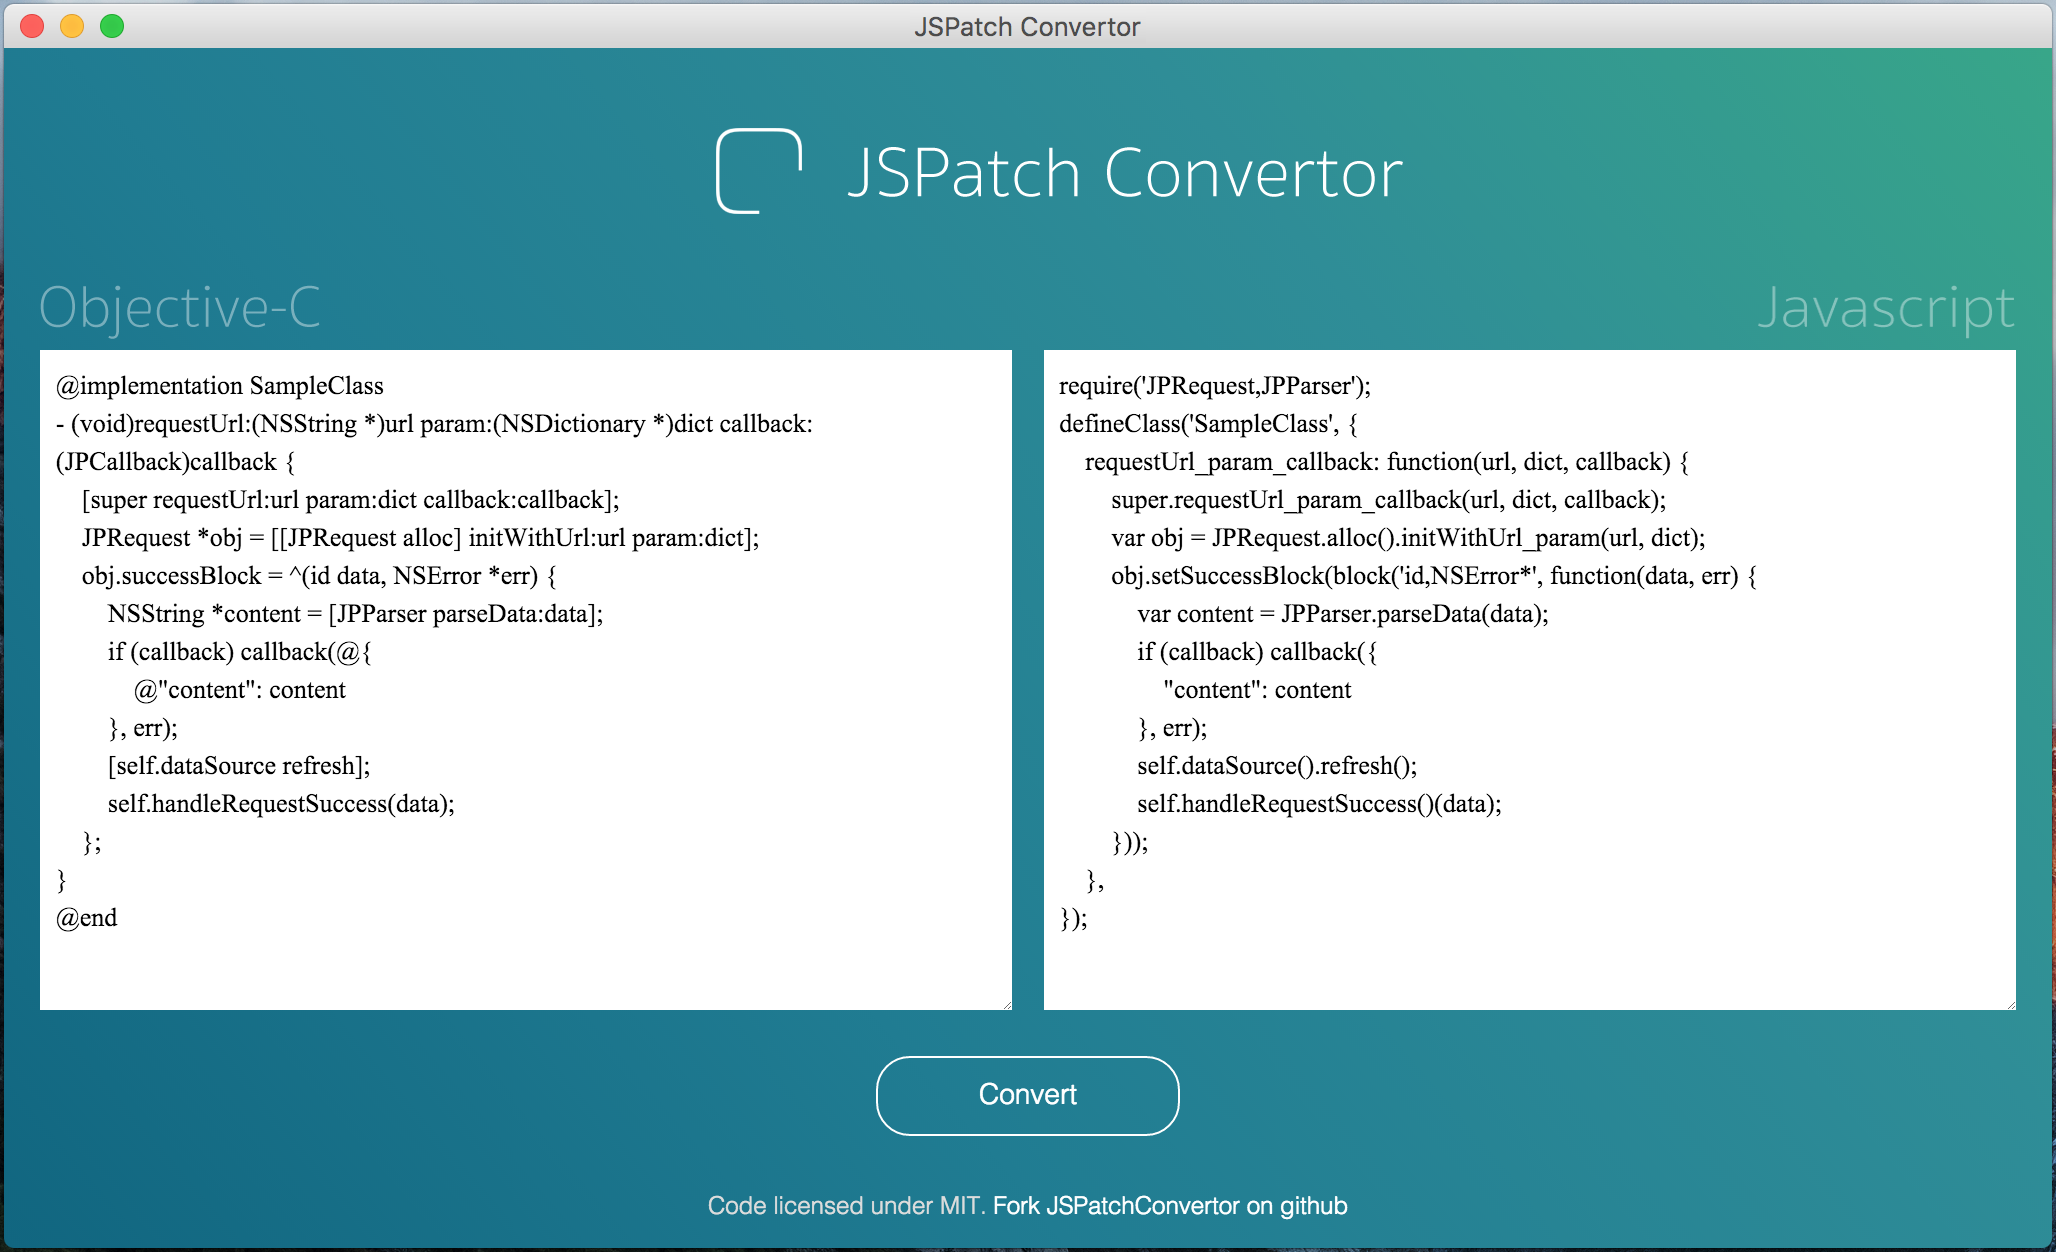 JSPatch Convertor
JSPatch Convertor
Objective-C
@implementation SampleClass
- (void)requestUrl:(NSString *)url param:(NSDictionary *)dict callback:
(JPCallback)callback {
    [super requestUrl:url param:dict callback:callback];
    JPRequest *obj = [[JPRequest alloc] initWithUrl:url param:dict];
    obj.successBlock = ^(id data, NSError *err) {
        NSString *content = [JPParser parseData:data];
        if (callback) callback(@{
            @"content": content
        }, err);
        [self.dataSource refresh];
        self.handleRequestSuccess(data);
    };
}
@end
Javascript
require('JPRequest,JPParser');
defineClass('SampleClass', {
    requestUrl_param_callback: function(url, dict, callback) {
        super.requestUrl_param_callback(url, dict, callback);
        var obj = JPRequest.alloc().initWithUrl_param(url, dict);
        obj.setSuccessBlock(block('id,NSError*', function(data, err) {
            var content = JPParser.parseData(data);
            if (callback) callback({
                "content": content
            }, err);
            self.dataSource().refresh();
            self.handleRequestSuccess()(data);
        }));
    },
});
Convert
Code licensed under MIT. Fork JSPatchConvertor on github